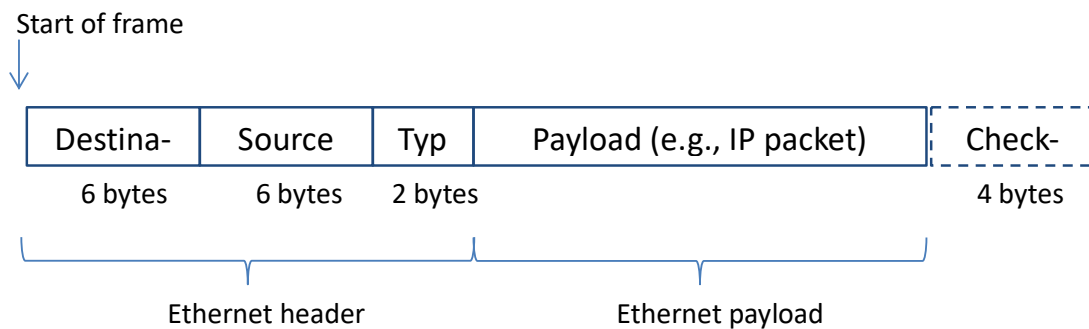 Start of frame
Destina- Source Typ Payload (e.g., IP packet) Check-
6 bytes 6 bytes 2 bytes 4 bytes
Ethernet header Ethernet payload